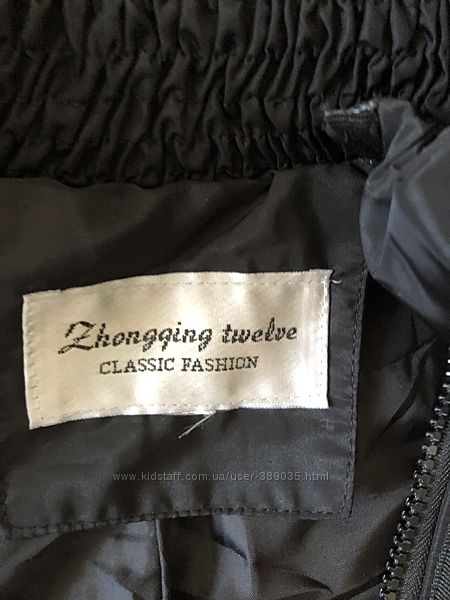 Zhongqing twelve
CLASSIC FASHION
www.kidstaff.com.ua/user-389035.html